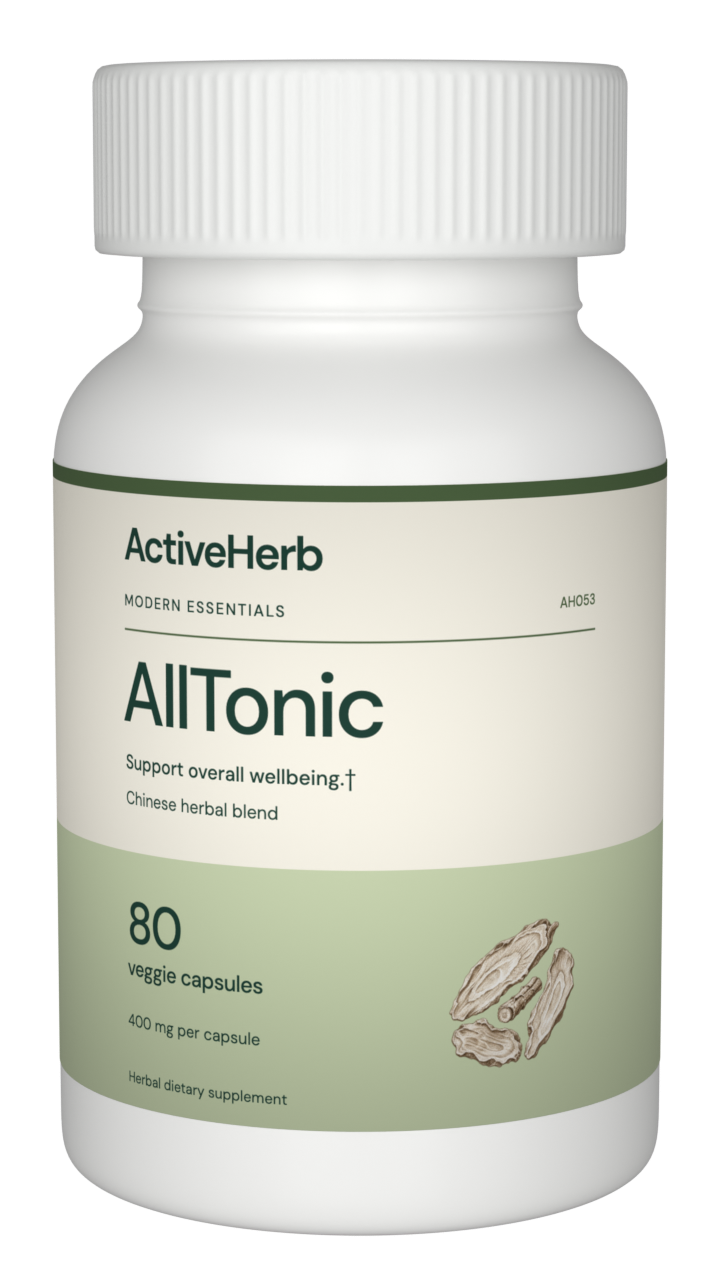 ActiveHerb
MODERN ESSENTIALS
AH053
AllTonic
Support overall wellbeing.†
Chinese herbal blend
80
veggie capsules
400 mg per capsule
Herbal dietary supplement